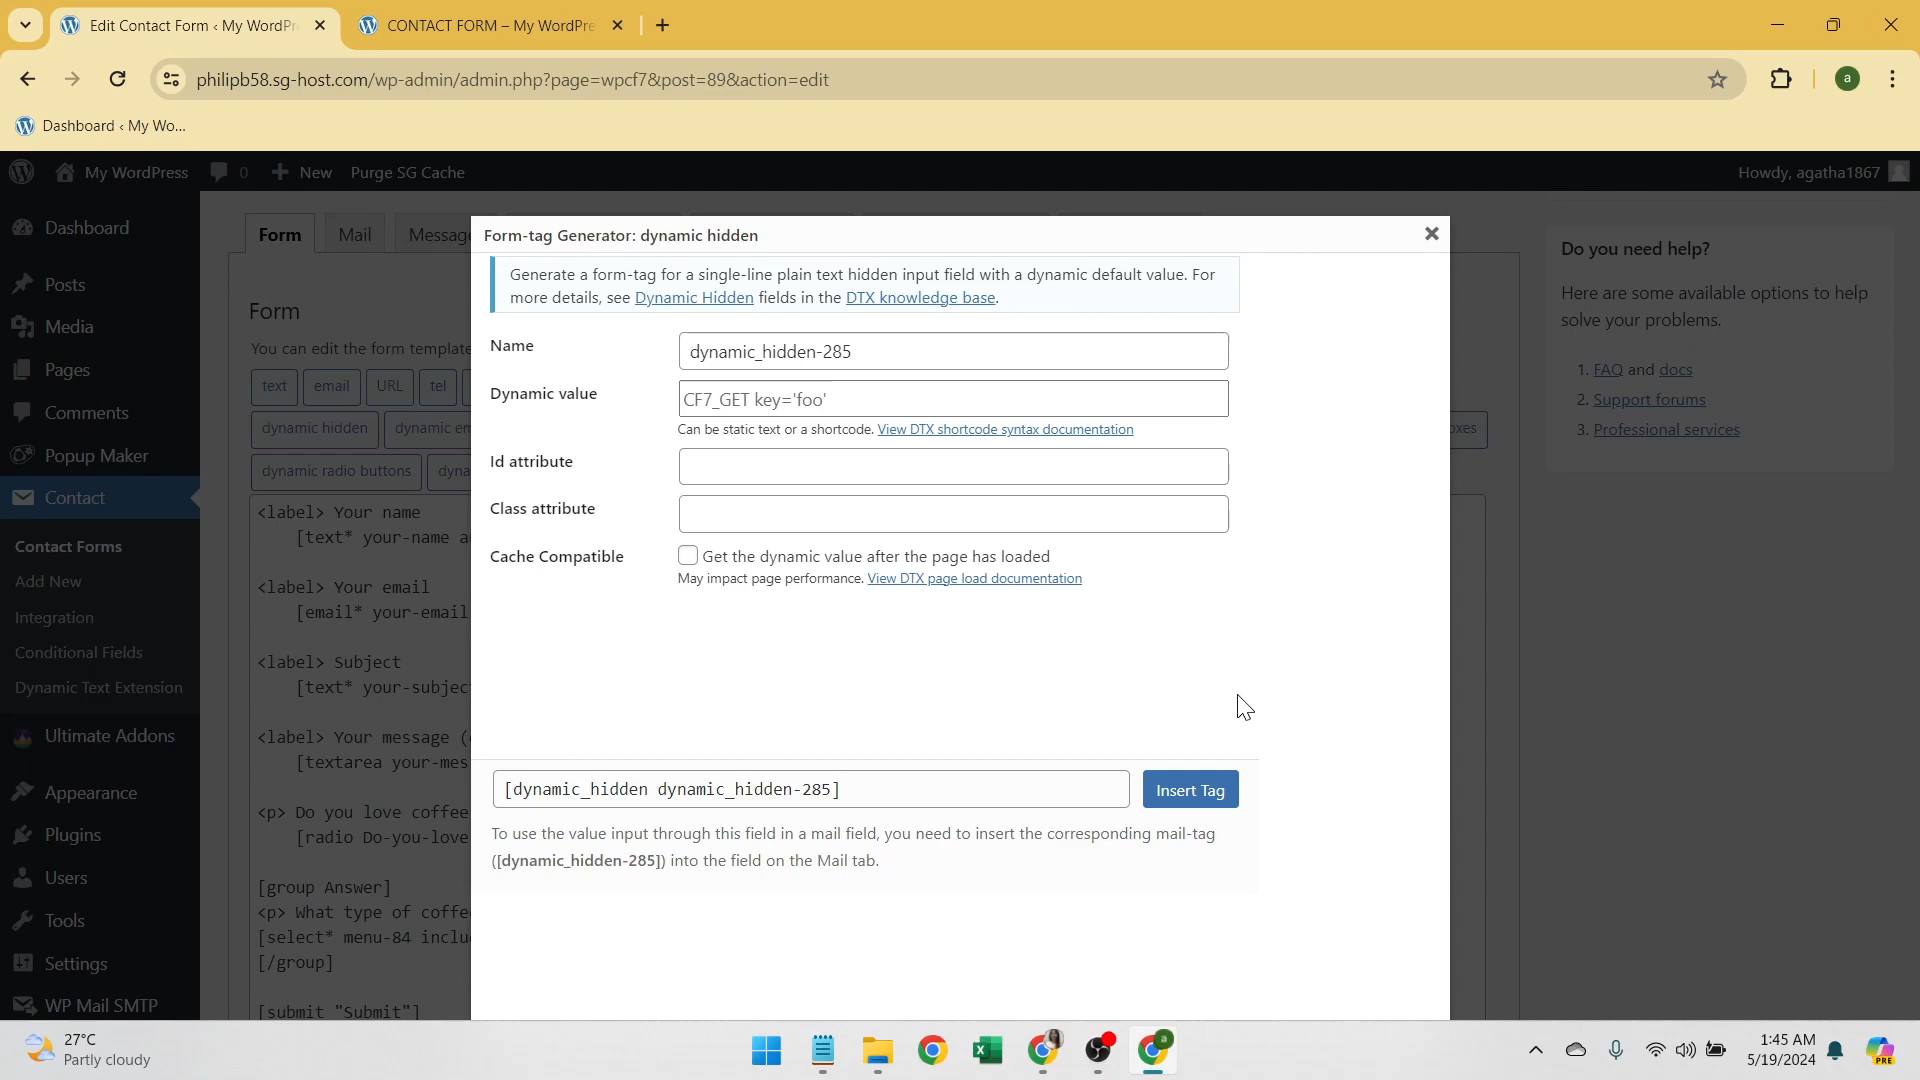 Edit Contact Form ‹ My WordPr
CONTACT FORM – My WordPre
philipb58.sg-host.com/wp-admin/admin.php?page=wpcf7&post=89&action=edit
a
Dashboard ‹ My Wo...
My WordPress
0
New
Purge SG Cache
Howdy, agatha1867
Dashboard
Posts
Media
Pages
Comments
Popup Maker
Contact
Contact Forms
Add New
Integration
Conditional Fields
Dynamic Text Extension
Ultimate Addons
Appearance
Plugins
Users
Tools
Settings
WP Mail SMTP
Form
Mail
Message
Form
You can edit the form template
text
email
URL
tel
dynamic hidden
dynamic em
oxes
dynamic radio buttons
dyna
<label> Your name
[text* your-name a
<label> Your email
[email* your-email
<label> Subject
[text* your-subject
<label> Your message (
[textarea your-mes
<p> Do you love coffee
[radio Do-you-love
[group Answer]
<p> What type of coffe
[select* menu-84 inclu
[/group]
[submit "Submit"]
Form-tag Generator: dynamic hidden
Generate a form-tag for a single-line plain text hidden input field with a dynamic default value. For
more details, see Dynamic Hidden fields in the DTX knowledge base.
Name
dynamic_hidden-285
Dynamic value
CF7_GET key='foo'
Can be static text or a shortcode. View DTX shortcode syntax documentation
Id attribute
Class attribute
Cache Compatible
Get the dynamic value after the page has loaded
May impact page performance. View DTX page load documentation
[dynamic_hidden dynamic_hidden-285]
Insert Tag
To use the value input through this field in a mail field, you need to insert the corresponding mail-tag
([dynamic_hidden-285]) into the field on the Mail tab.
Do you need help?
Here are some available options to help
solve your problems.
1. FAQ and docs
2. Support forums
3. Professional services
27°C
Partly cloudy
a
1:45 AM
5/19/2024
PRE